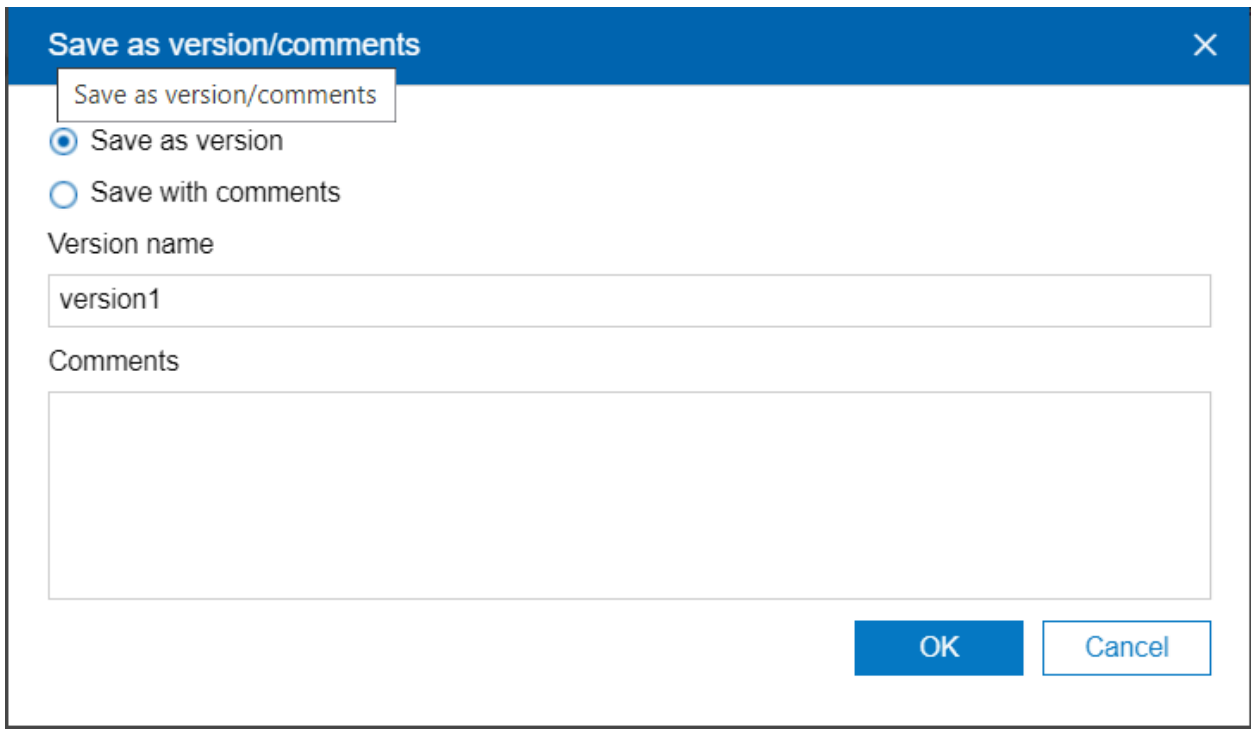 Save as version/comments
Save as version/comments
Save as version
Save with comments
Version name
version1
Comments
OK Cancel